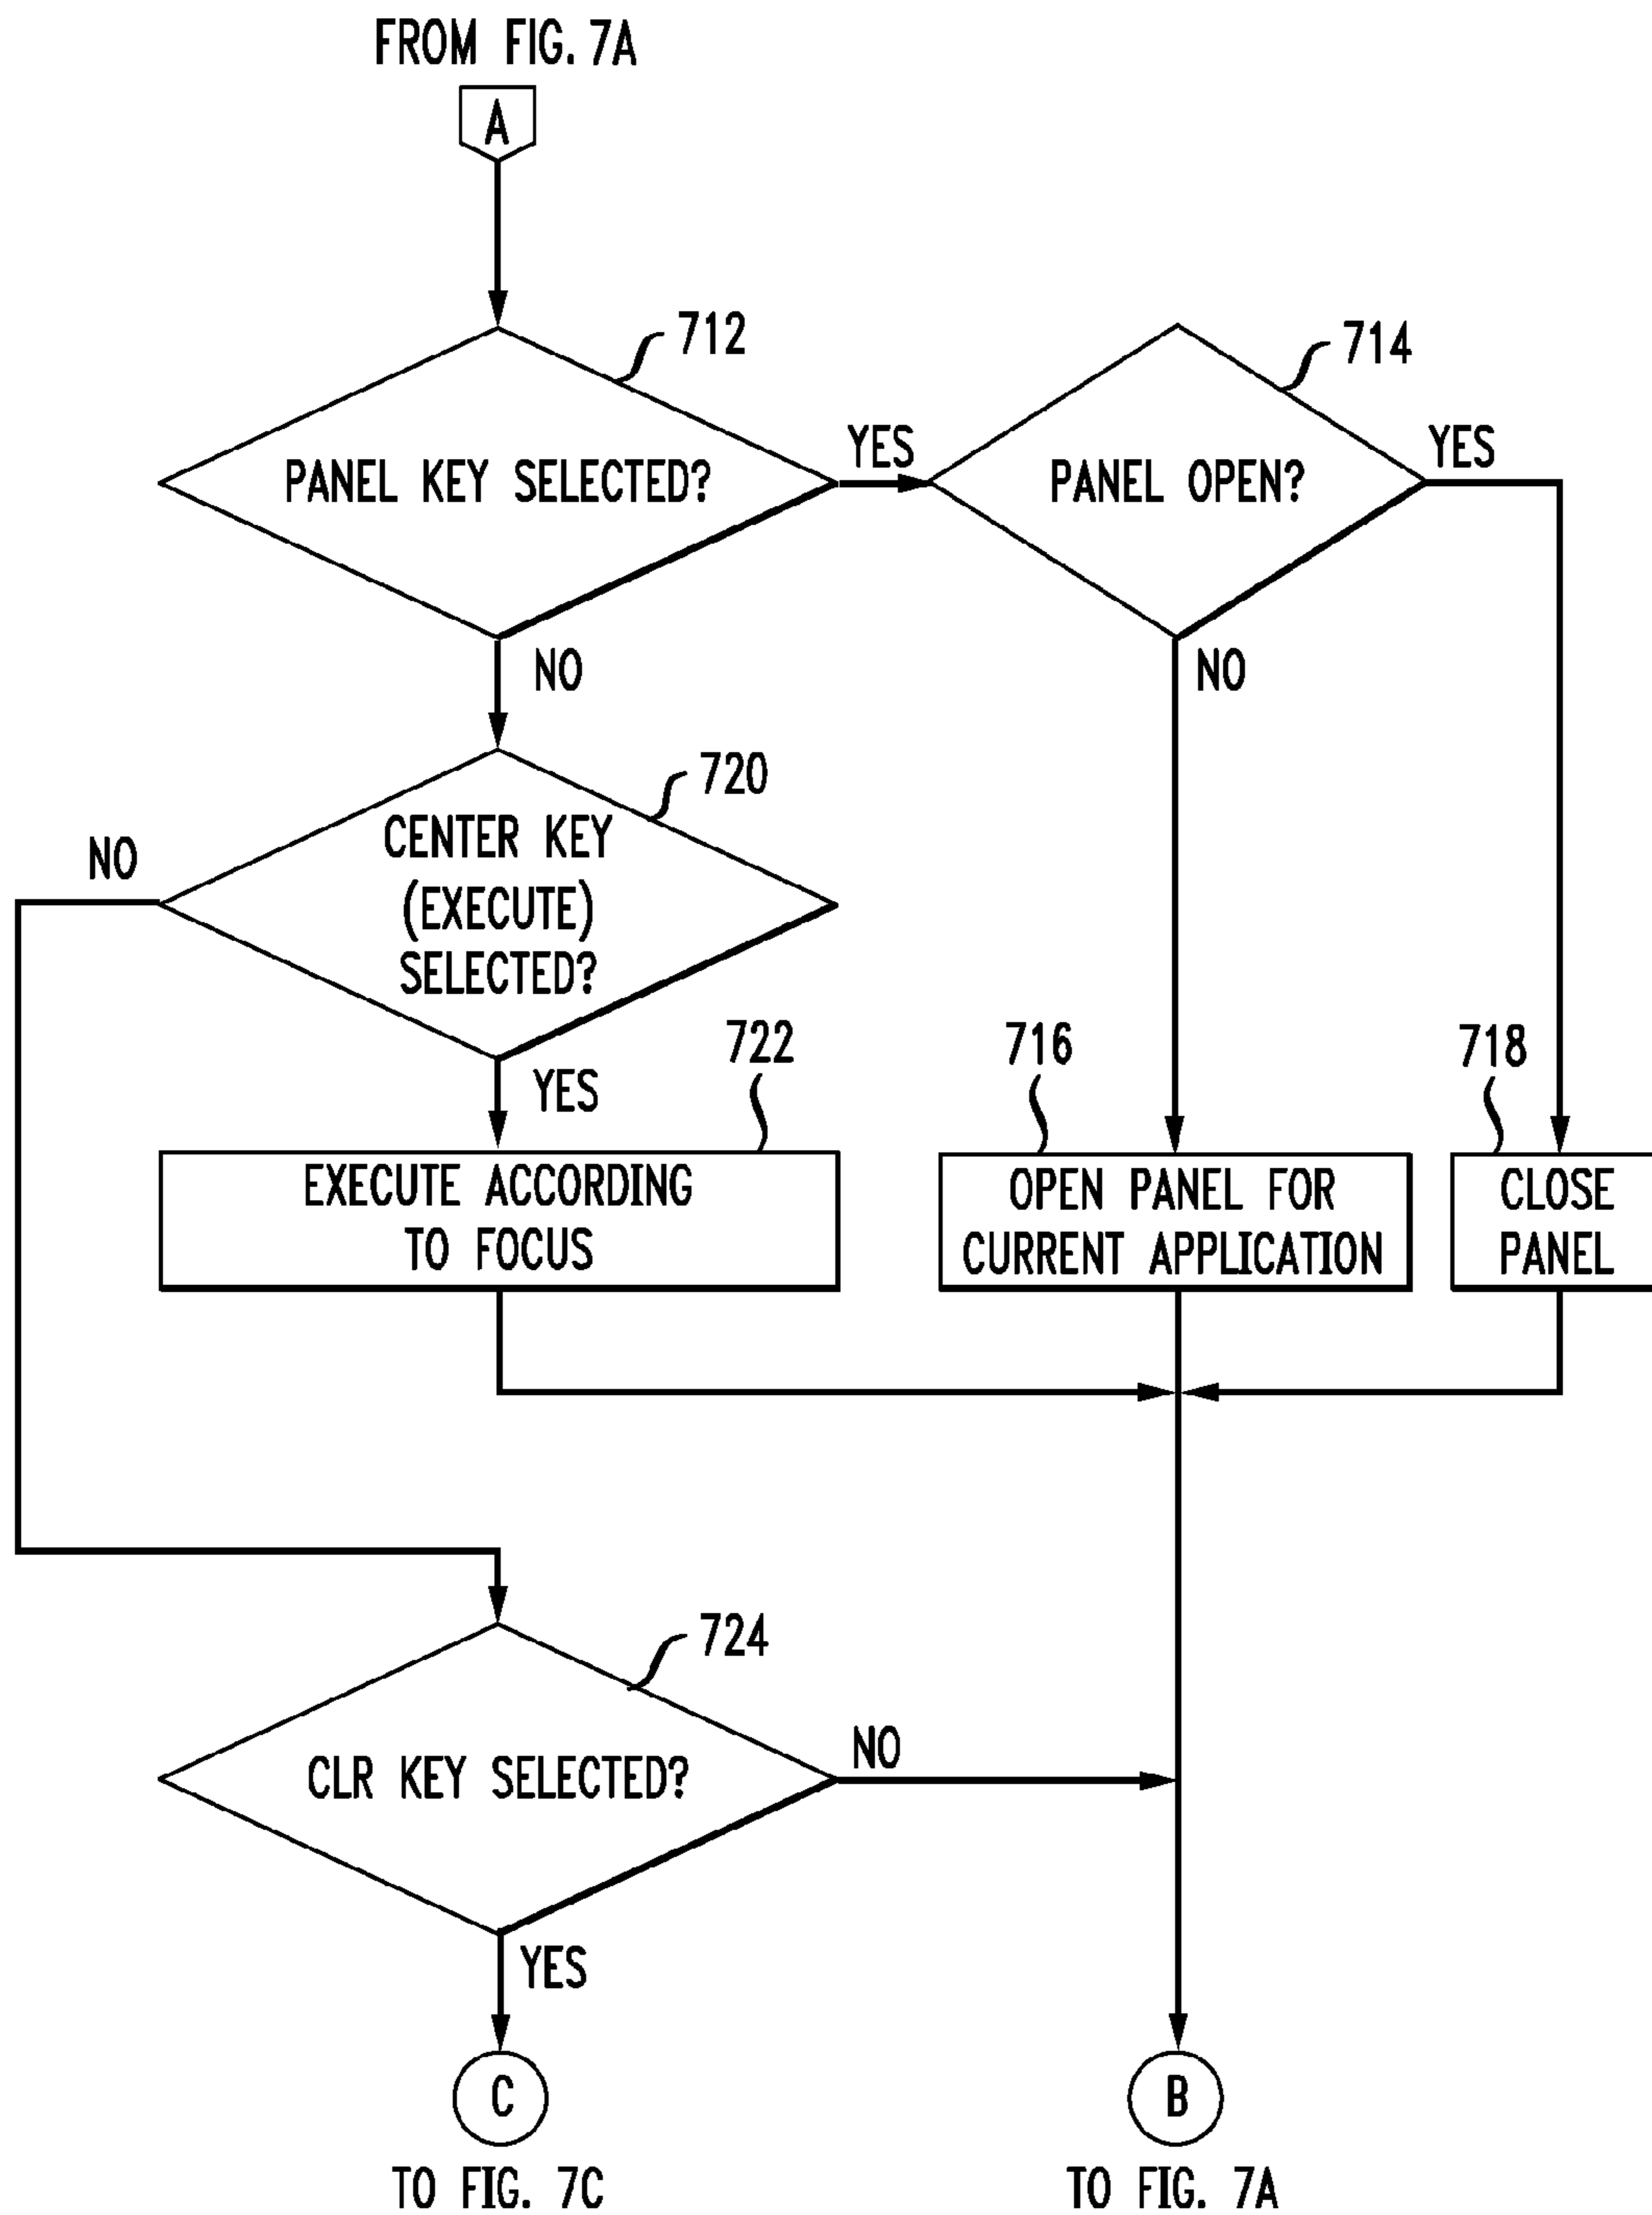 FROM FIG. 7A
A
712
PANEL KEY SELECTED?
YES
NO
714
PANEL OPEN?
YES
NO
720
CENTER KEY
(EXECUTE)
SELECTED?
NO
YES
722
EXECUTE ACCORDING
TO FOCUS
716
OPEN PANEL FOR
CURRENT APPLICATION
718
CLOSE
PANEL
724
CLR KEY SELECTED?
NO
YES
C
TO FIG. 7C
B
TO FIG. 7A